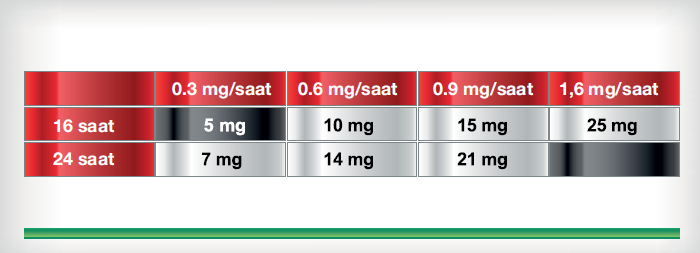 0.3 mg/saat 0.6 mg/saat 0.9 mg/saat 1,6 mg/saat
16 saat 5 mg 10 mg 15 mg 25 mg
24 saat 7 mg 14 mg 21 mg